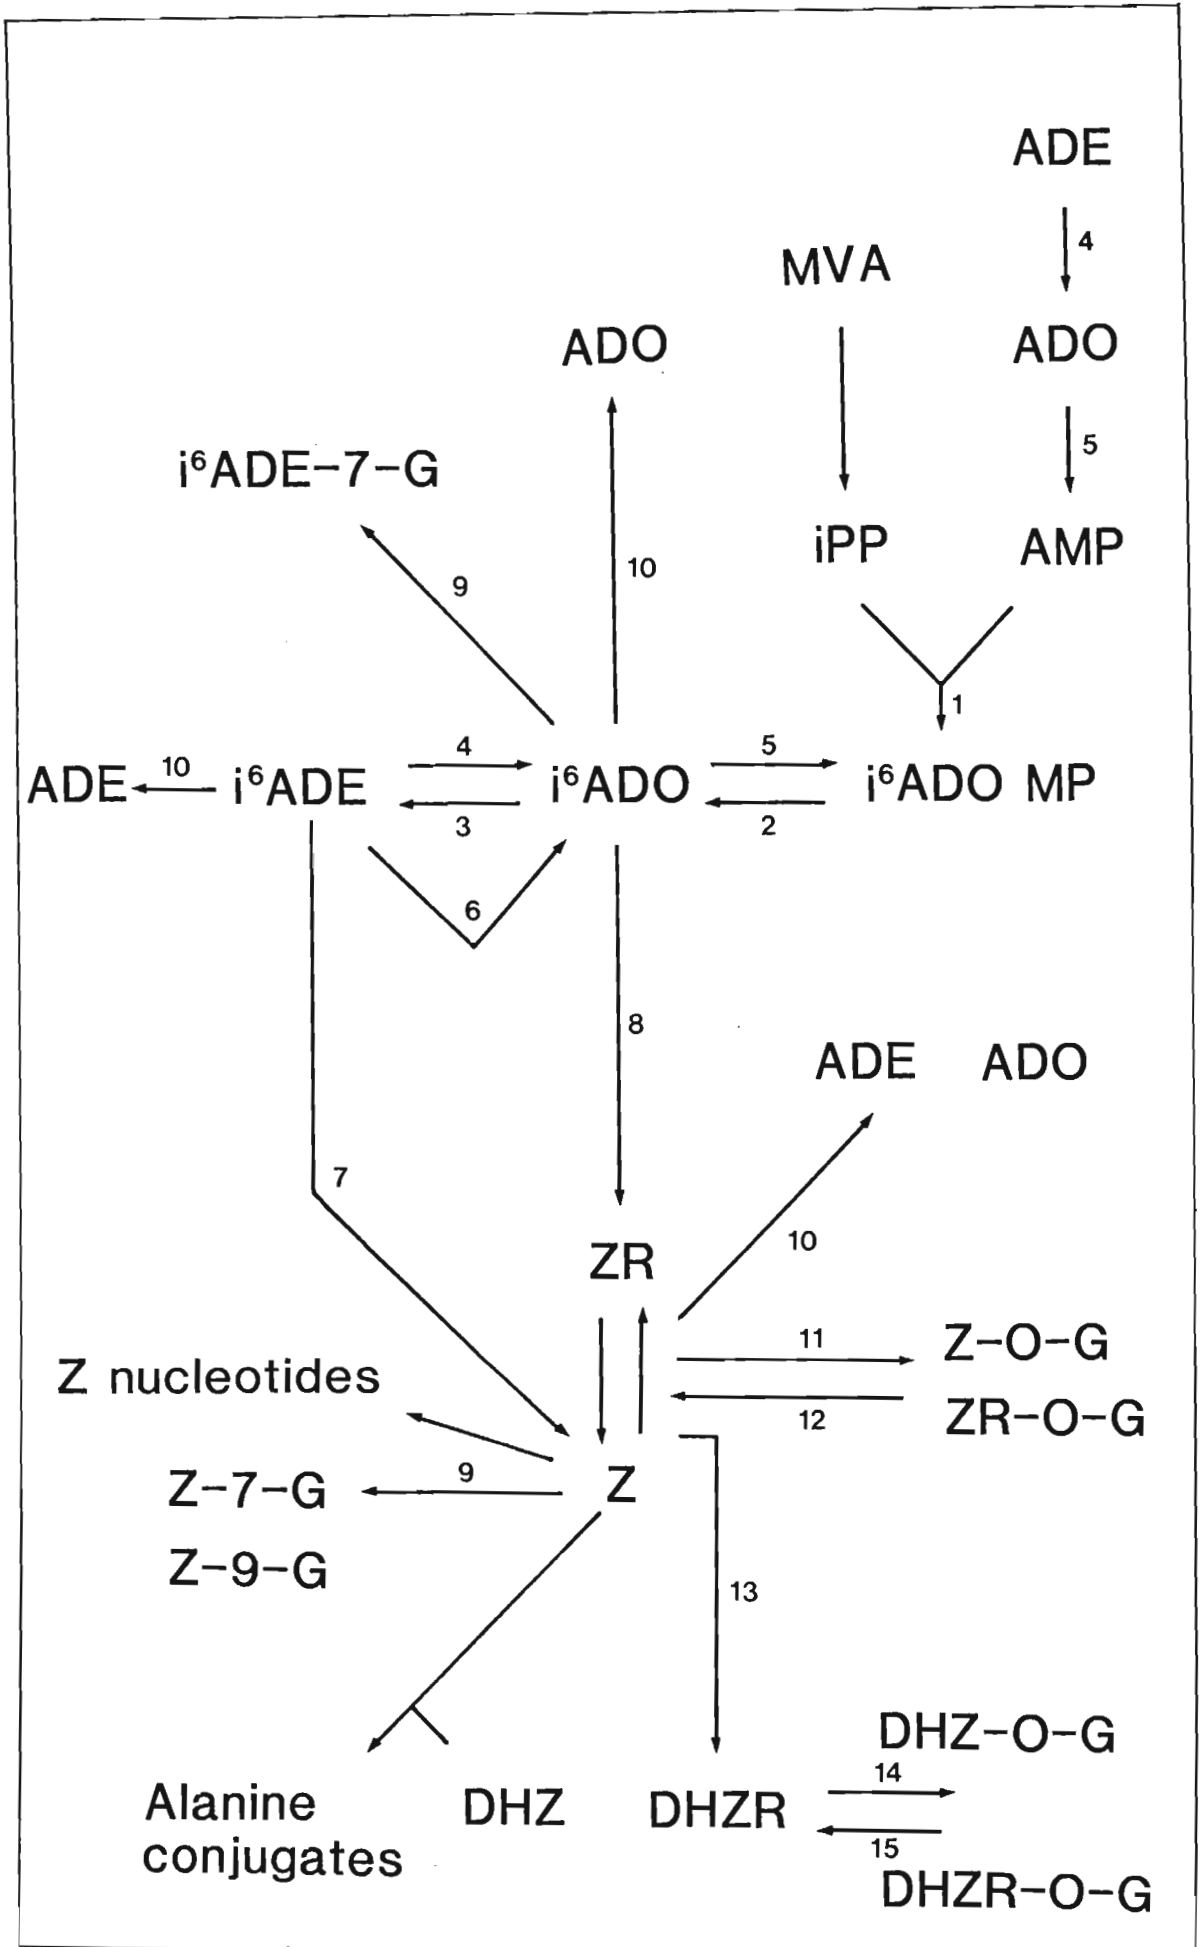 ADE
4
MVA
ADO
ADO
5
i⁶ADE–7–G
iPP
AMP
9
10
1
ADE
10
i⁶ADE
4
3
i⁶ADO
5
2
i⁶ADO MP
6
8
ADE ADO
7
10
ZR
11
Z–O–G
12
ZR–O–G
Z nucleotides
Z–7–G
9
Z
Z–9–G
13
DHZ–O–G
14
Alanine
conjugates
DHZ
DHZR
15
DHZR–O–G